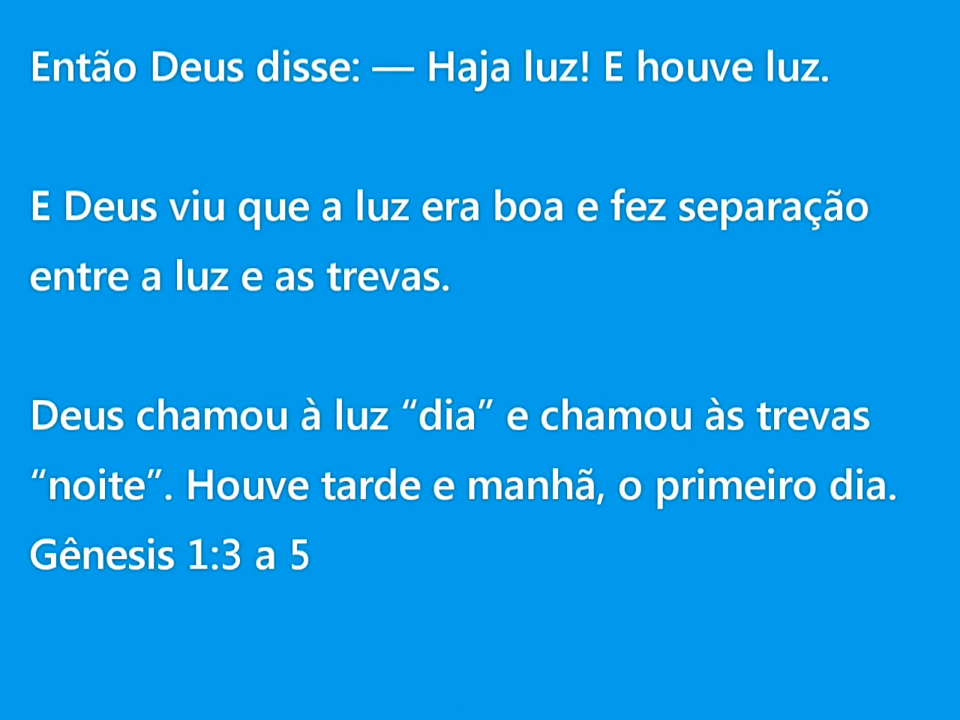 Então Deus disse: — Haja luz! E houve luz.
E Deus viu que a luz era boa e fez separação
entre a luz e as trevas.
Deus chamou à luz “dia” e chamou às trevas
“noite”. Houve tarde e manhã, o primeiro dia.
Gênesis 1:3 a 5